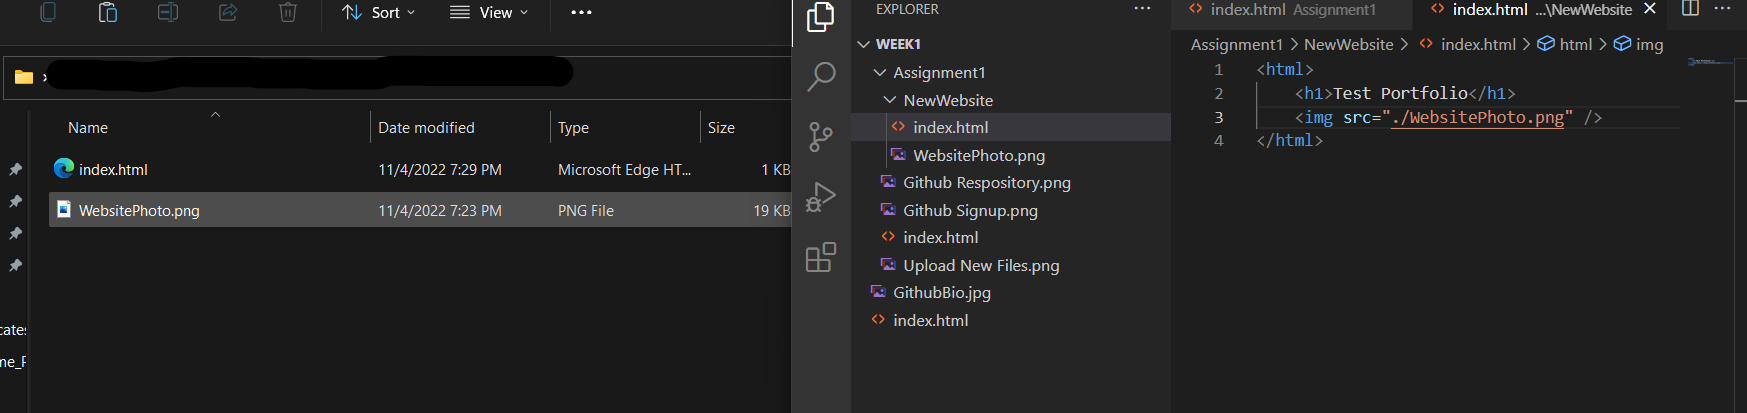 Sort
View
Name
Date modified
Type
Size
index.html
11/4/2022 7:29 PM
Microsoft Edge HT...
1 KB
WebsitePhoto.png
11/4/2022 7:23 PM
PNG File
19 KB
cates
me_F
EXPLORER
WEEK1
Assignment1
NewWebsite
index.html
WebsitePhoto.png
Github Respository.png
Github Signup.png
index.html
Upload New Files.png
GithubBio.jpg
index.html
index.html Assignment1
index.html ...\NewWebsite
Assignment1 > NewWebsite > index.html > html > img
1 <html>
2 <h1>Test Portfolio</h1>
3 <img src="./WebsitePhoto.png" />
4 </html>